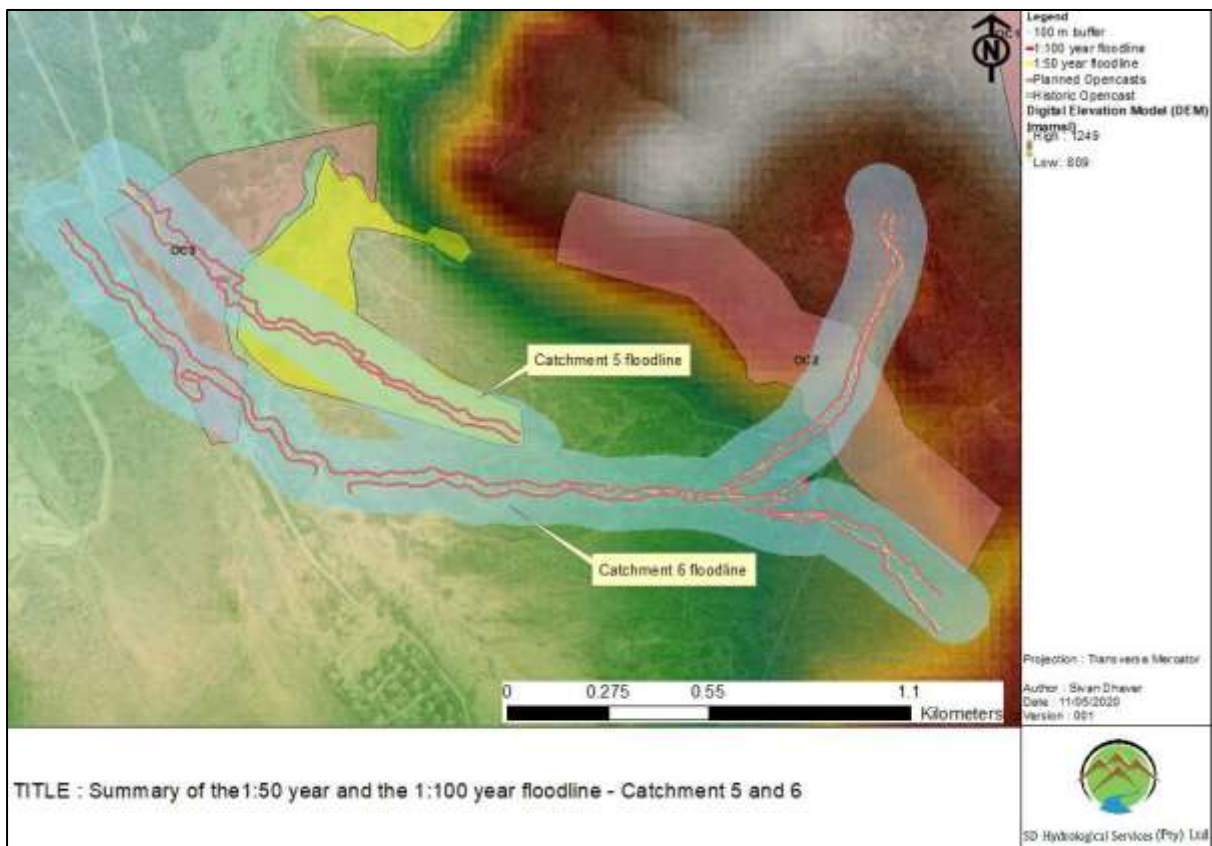 Legend
OC1
100 m buffer
1:100 year floodline
1:50 year floodline
Planned Opencasts
Historic Opencast
Digital Elevation Model (DEM)
(mamsl)
High : 1249
Low : 809
OC3
OC2
Catchment 5 floodline
Catchment 6 floodline
N
0 0.275 0.55 1.1
Kilometers
Projection : Transverse Mercator
Author : Sivan Dhaver
Date : 11/05/2020
Version : 001
TITLE : Summary of the1:50 year and the 1:100 year floodline - Catchment 5 and 6
SD Hydrological Services (Pty) Ltd